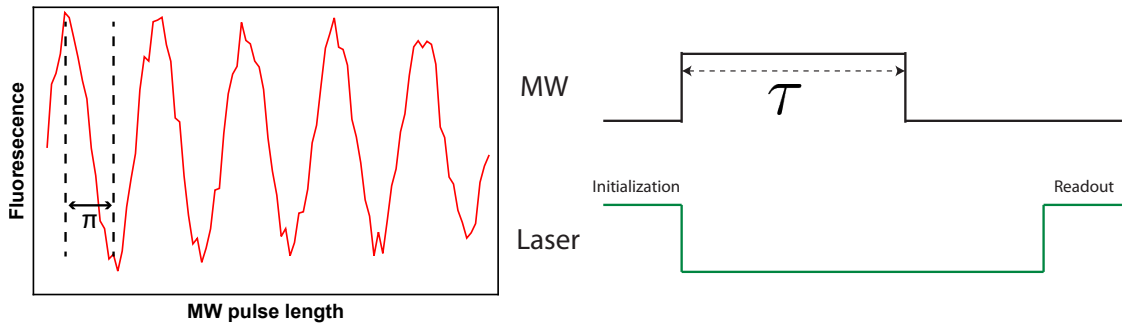 Fluoresecence
π
MW pulse length
MW
τ
Initialization
Readout
Laser